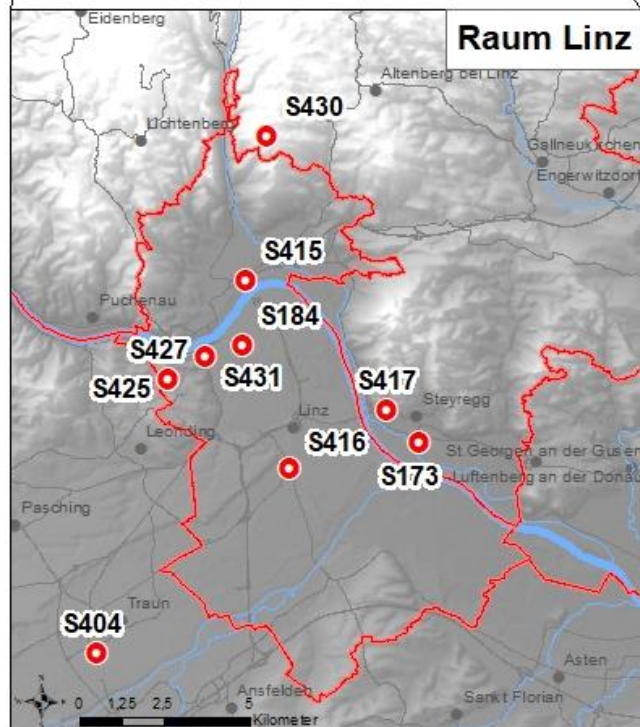 Eidenberg
Raum Linz
Altenberg bei Linz
S430
Lichtenberg
Gallneukirchen
Engerwitzdorf
S415
Puchenau
S184
S427
S431
S425
S417
Steyregg
Linz
S416
Leonding
St.Georgen an der Gusen
S173
Luftenberg an der Donau
Pasching
Traun
S404
Asten
Ansfelden
Sankt Florian
0 1,25 2,5 5
Kilometer